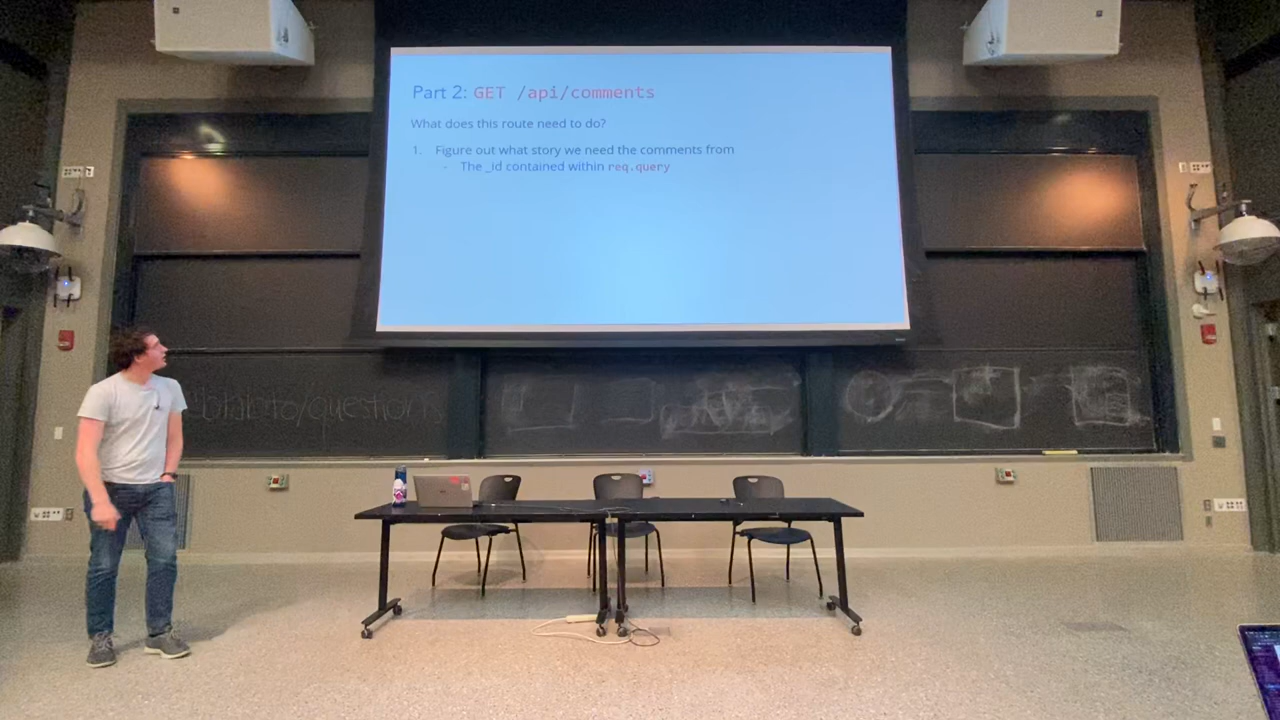 Part 2: GET /api/comments
What does this route need to do?
1. Figure out what story we need the comments from
- The _id contained within req.query